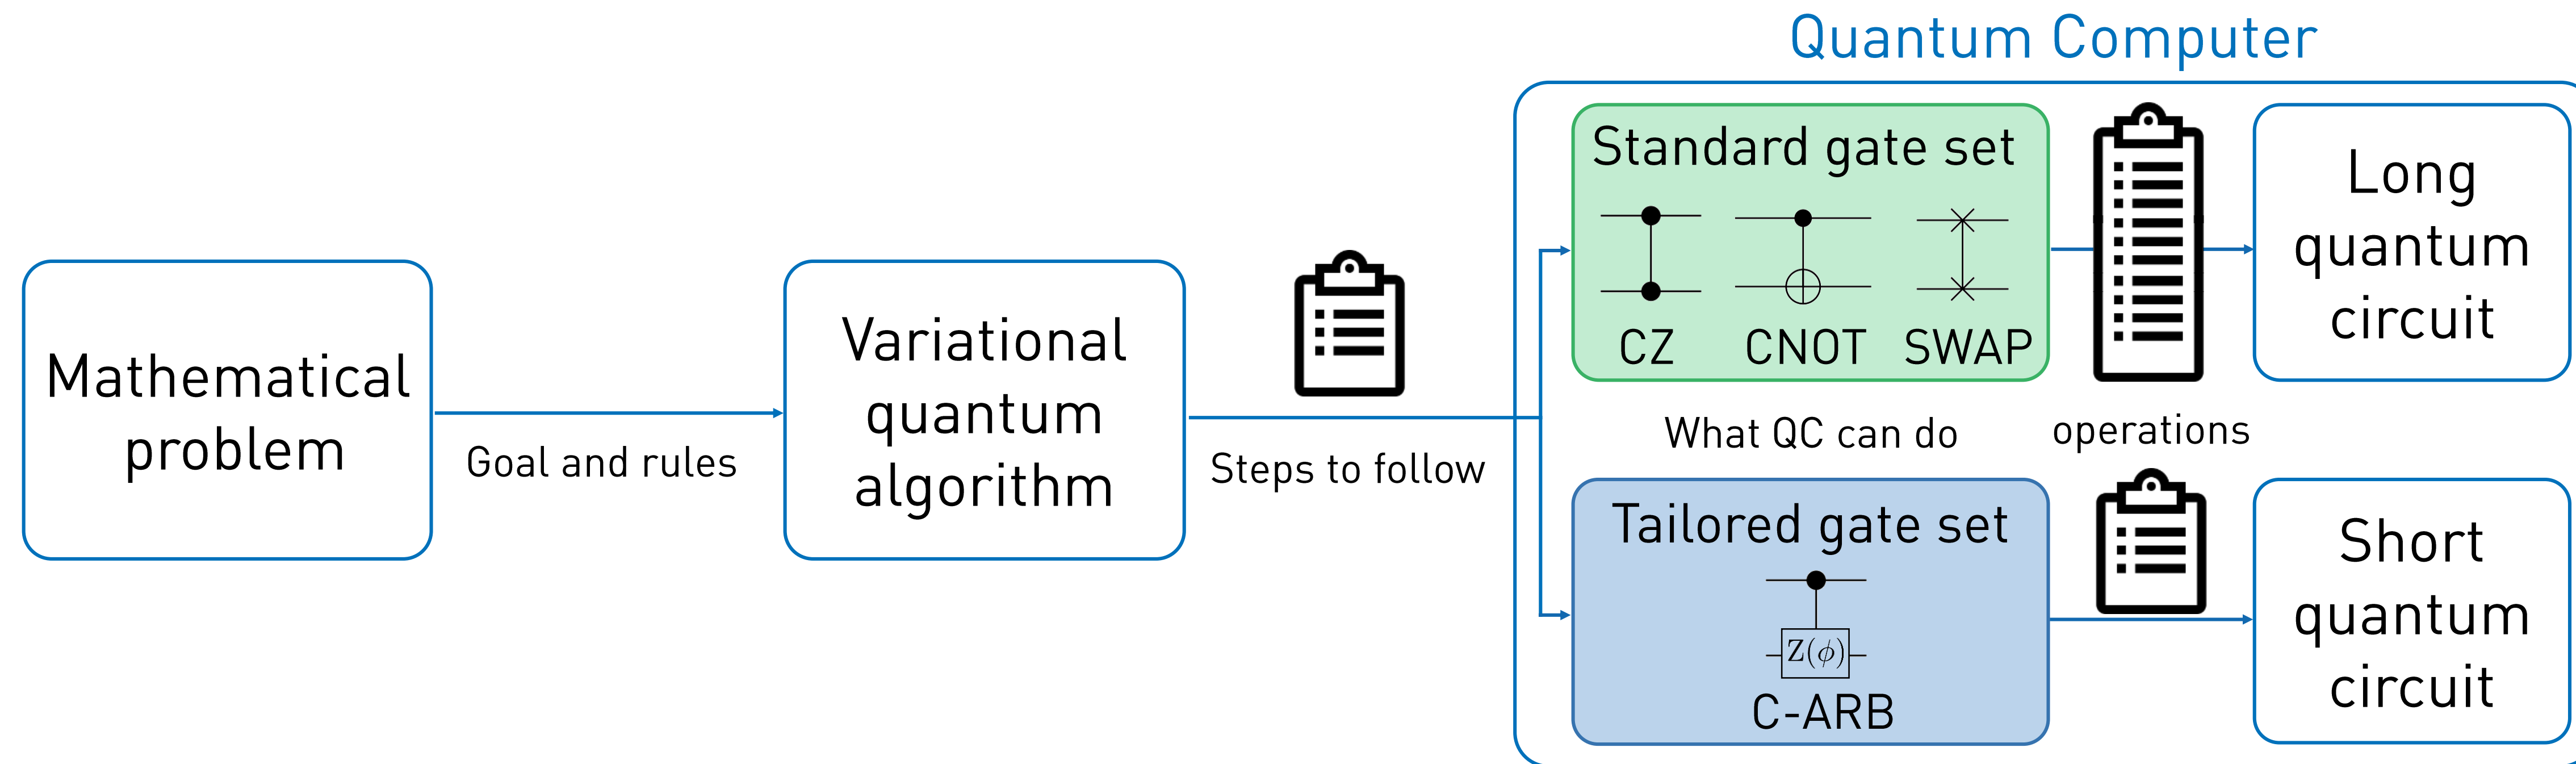 Quantum Computer
Mathematical
problem
Goal and rules
Variational
quantum
algorithm
Steps to follow
Standard gate set
CZ CNOT SWAP
What QC can do
operations
Tailored gate set
Z(ϕ)
C-ARB
Long
quantum
circuit
Short
quantum
circuit